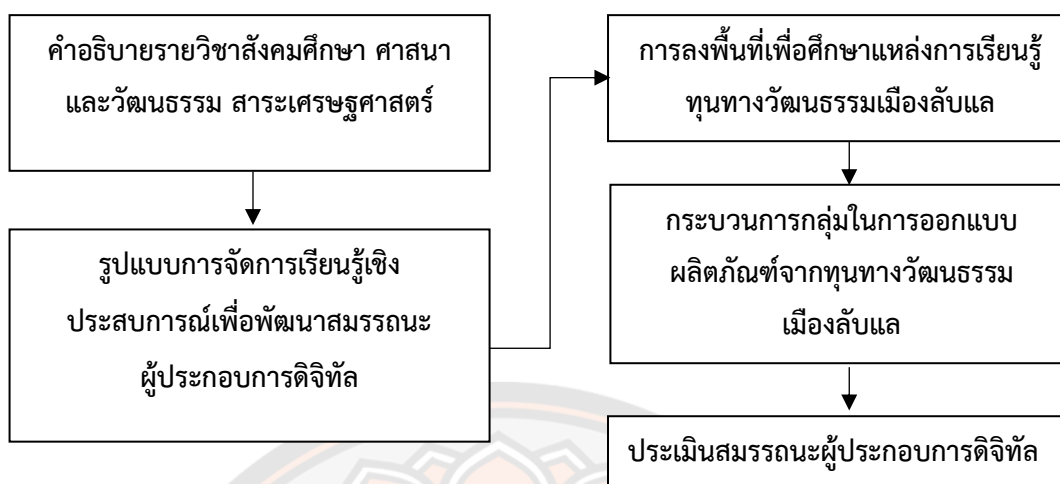 คำอธิบายรายวิชาสังคมศึกษา ศาสนา
และวัฒนธรรม สาระเศรษฐศาสตร์
รูปแบบการจัดการเรียนรู้เชิง
ประสบการณ์เพื่อพัฒนาสมรรถนะ
ผู้ประกอบการดิจิทัล
การลงพื้นที่เพื่อศึกษาแหล่งการเรียนรู้
ทุนทางวัฒนธรรมเมืองลับแล
กระบวนการกลุ่มในการออกแบบ
ผลิตภัณฑ์จากทุนทางวัฒนธรรม
เมืองลับแล
ประเมินสมรรถนะผู้ประกอบการดิจิทัล